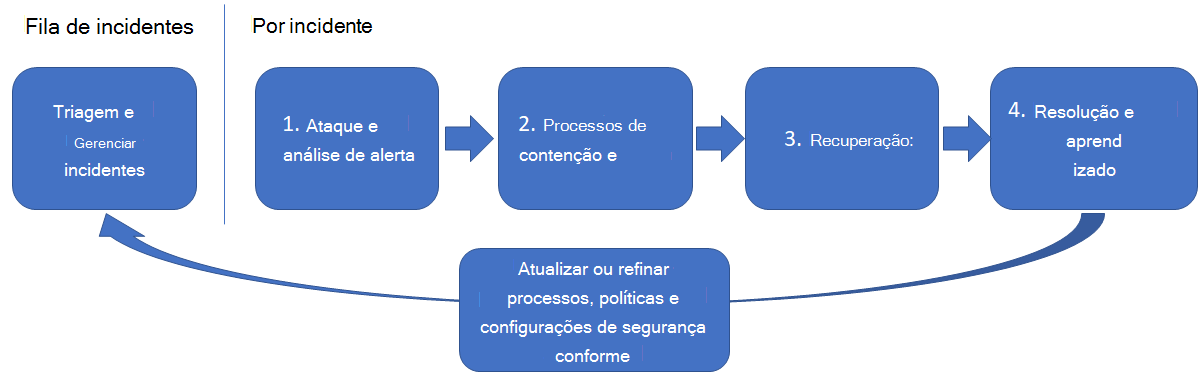 Fila de incidentes
Por incidente
Triagem e
Gerenciar
incidentes
1. Ataque e
análise de alerta
2. Processos de
contenção e
3. Recuperação:
4. Resolução e
aprend
izado
Atualizar ou refinar
processos, políticas e
configurações de segurança
conforme